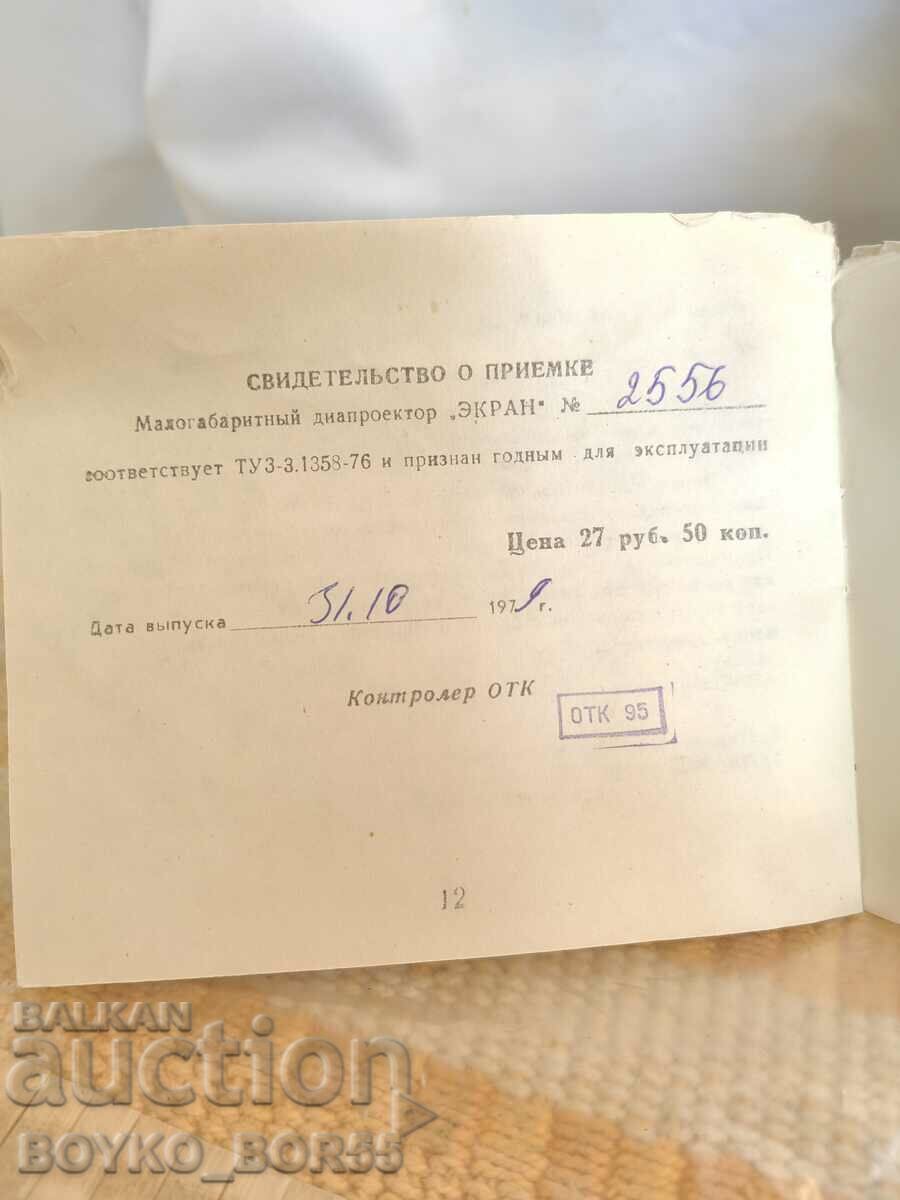 СВИДЕТЕЛЬСТВО О ПРИЕМКЕ
Малогабаритный диапроектор „ЭКРАН" № 2556
соответствует ТУ3-3.1358-76 и признан годным для эксплуатации
Цена 27 руб. 50 коп.
Дата выпуска 31.10 1979 г.
Контролер ОТК
ОТК 95
12
BALKAN
auction
BOYKO_BOR55